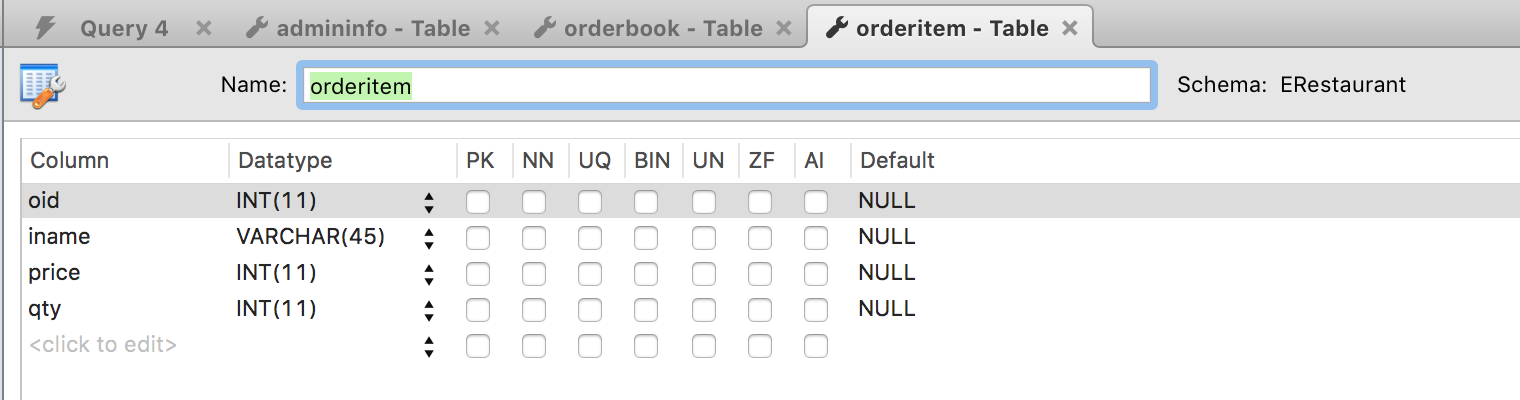 Query 4 admininfo - Table orderbook - Table orderitem - Table
Name: orderitem Schema: ERestaurant
Column Datatype PK NN UQ BIN UN ZF AI Default
oid INT(11) NULL
iname VARCHAR(45) NULL
price INT(11) NULL
qty INT(11) NULL
<click to edit>